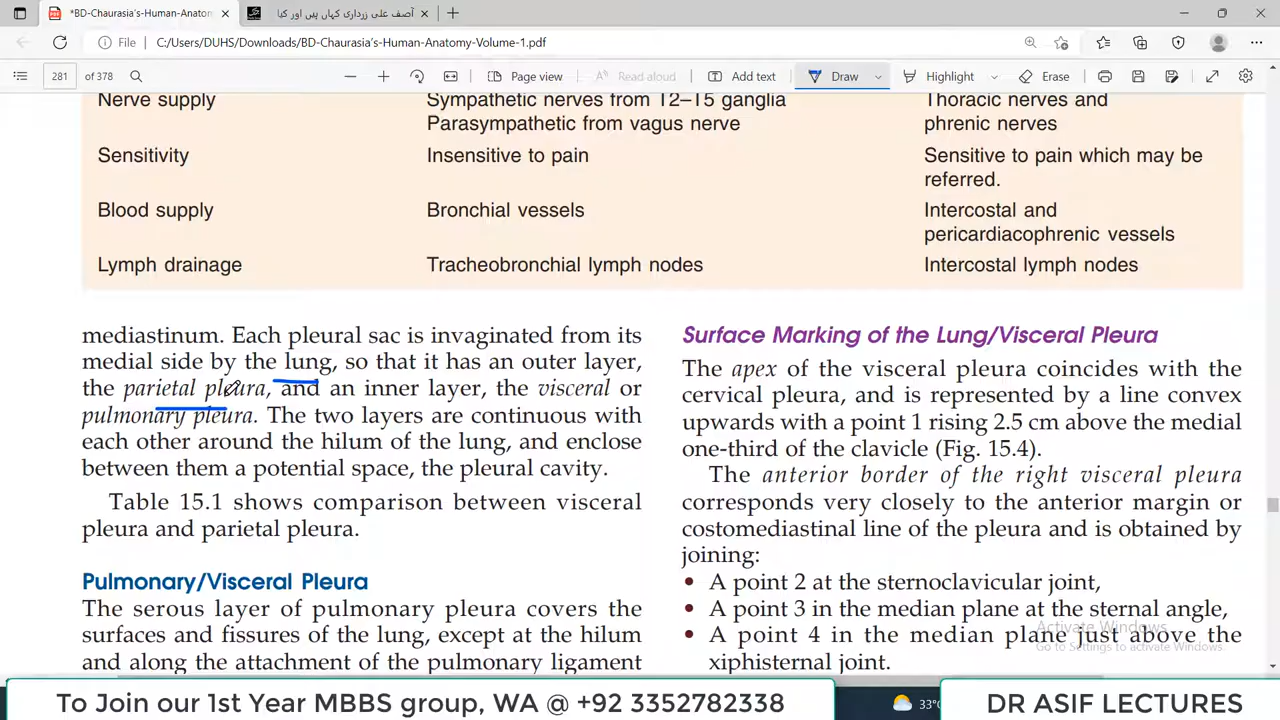 *BD-Chaurasia's-Human-Anatomy
آصف علی زرداری کہاں ہیں اور کیا
File C:/Users/DUHS/Downloads/BD-Chaurasia's-Human-Anatomy-Volume-1.pdf
281 of 378 Page view Read aloud Add text Draw Highlight Erase
Nerve supply Sympathetic nerves from T2–T5 ganglia Thoracic nerves and
Parasympathetic from vagus nerve phrenic nerves
Sensitivity Insensitive to pain Sensitive to pain which may be
referred.
Blood supply Bronchial vessels Intercostal and
pericardiacophrenic vessels
Lymph drainage Tracheobronchial lymph nodes Intercostal lymph nodes
mediastinum. Each pleural sac is invaginated from its
medial side by the lung, so that it has an outer layer,
the parietal pleura, and an inner layer, the visceral or
pulmonary pleura. The two layers are continuous with
each other around the hilum of the lung, and enclose
between them a potential space, the pleural cavity.
Table 15.1 shows comparison between visceral
pleura and parietal pleura.
Pulmonary/Visceral Pleura
The serous layer of pulmonary pleura covers the
surfaces and fissures of the lung, except at the hilum
and along the attachment of the pulmonary ligament
Surface Marking of the Lung/Visceral Pleura
The apex of the visceral pleura coincides with the
cervical pleura, and is represented by a line convex
upwards with a point 1 rising 2.5 cm above the medial
one-third of the clavicle (Fig. 15.4).
The anterior border of the right visceral pleura
corresponds very closely to the anterior margin or
costomediastinal line of the pleura and is obtained by
joining:
• A point 2 at the sternoclavicular joint,
• A point 3 in the median plane at the sternal angle,
• A point 4 in the median plane just above the
xiphisternal joint.
Activate Windows
Go to Settings to activate Windows.
To Join our 1st Year MBBS group, WA @ +92 3352782338
33°
DR ASIF LECTURES